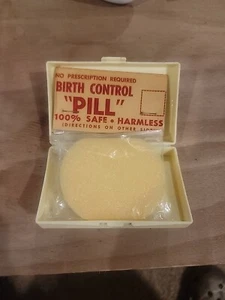 NO PRESCRIPTION REQUIRED
BIRTH CONTROL
"PILL"
100% SAFE • HARMLESS
(DIRECTIONS ON OTHER SIDE)